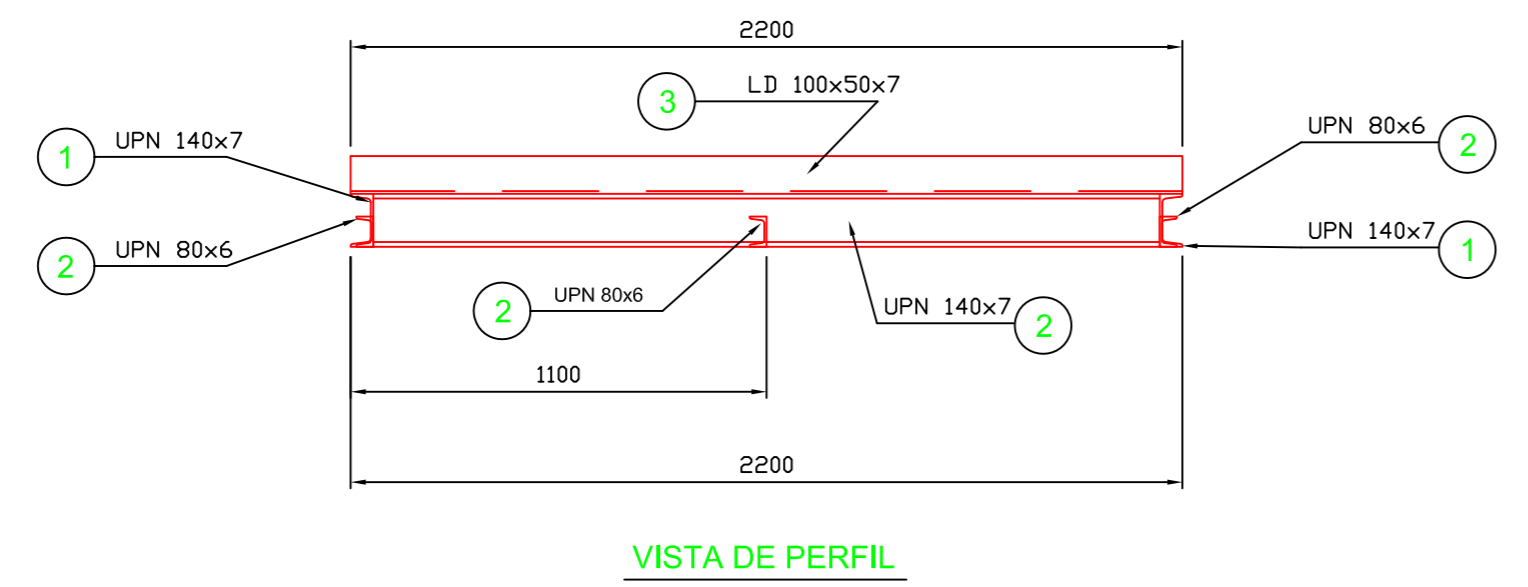 2200
3 LD 100x50x7
1 UPN 140x7
UPN 80x6 2
2 UPN 80x6
UPN 140x7 1
2 UPN 80x6
UPN 140x7 2
1100
2200
VISTA DE PERFIL